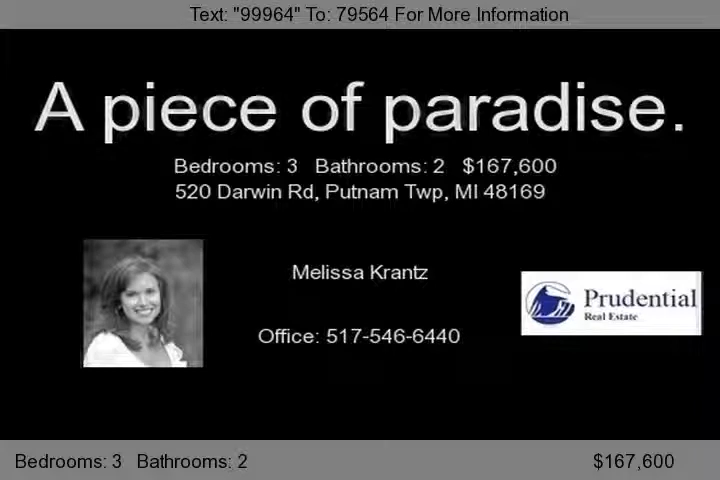 Text: "99964" To: 79564 For More Information
A piece of paradise.
Bedrooms: 3 Bathrooms: 2 $167,600
520 Darwin Rd, Putnam Twp, MI 48169
Melissa Krantz
Prudential
Real Estate
Office: 517-546-6440
Bedrooms: 3 Bathrooms: 2 $167,600